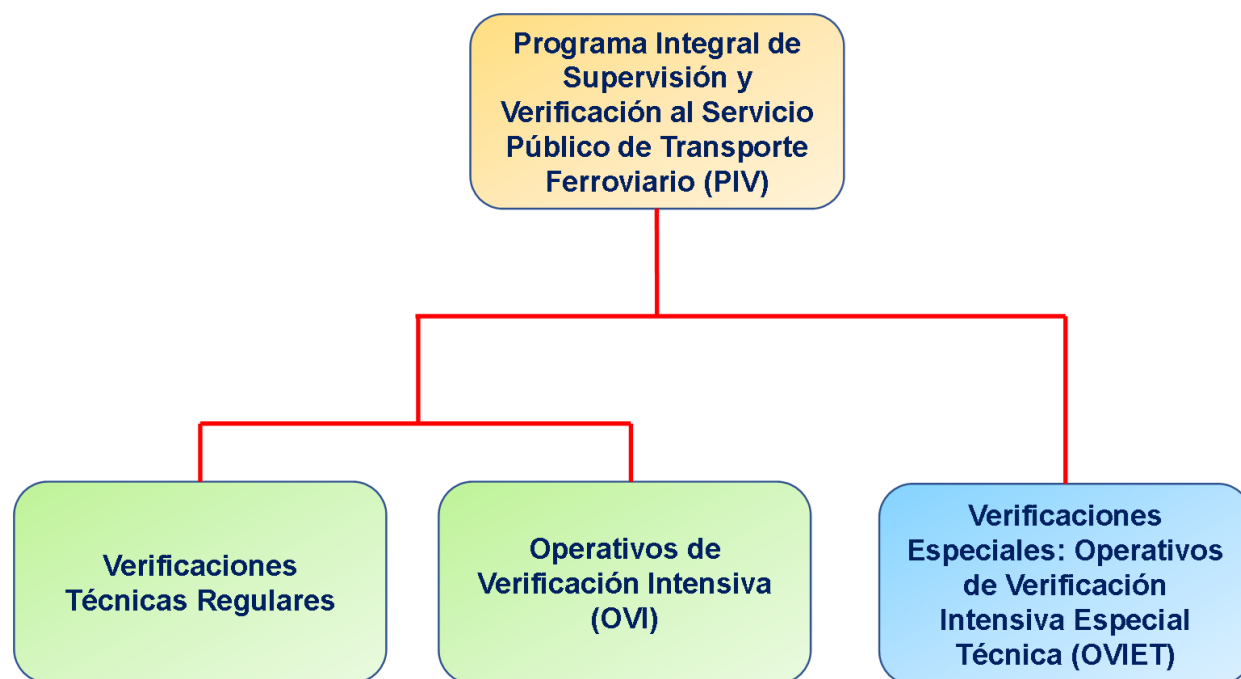 Programa Integral de
Supervisión y
Verificación al Servicio
Público de Transporte
Ferroviario (PIV)
Verificaciones
Técnicas Regulares
Operativos de
Verificación Intensiva
(OVI)
Verificaciones
Especiales: Operativos
de Verificación
Intensiva Especial
Técnica (OVIET)